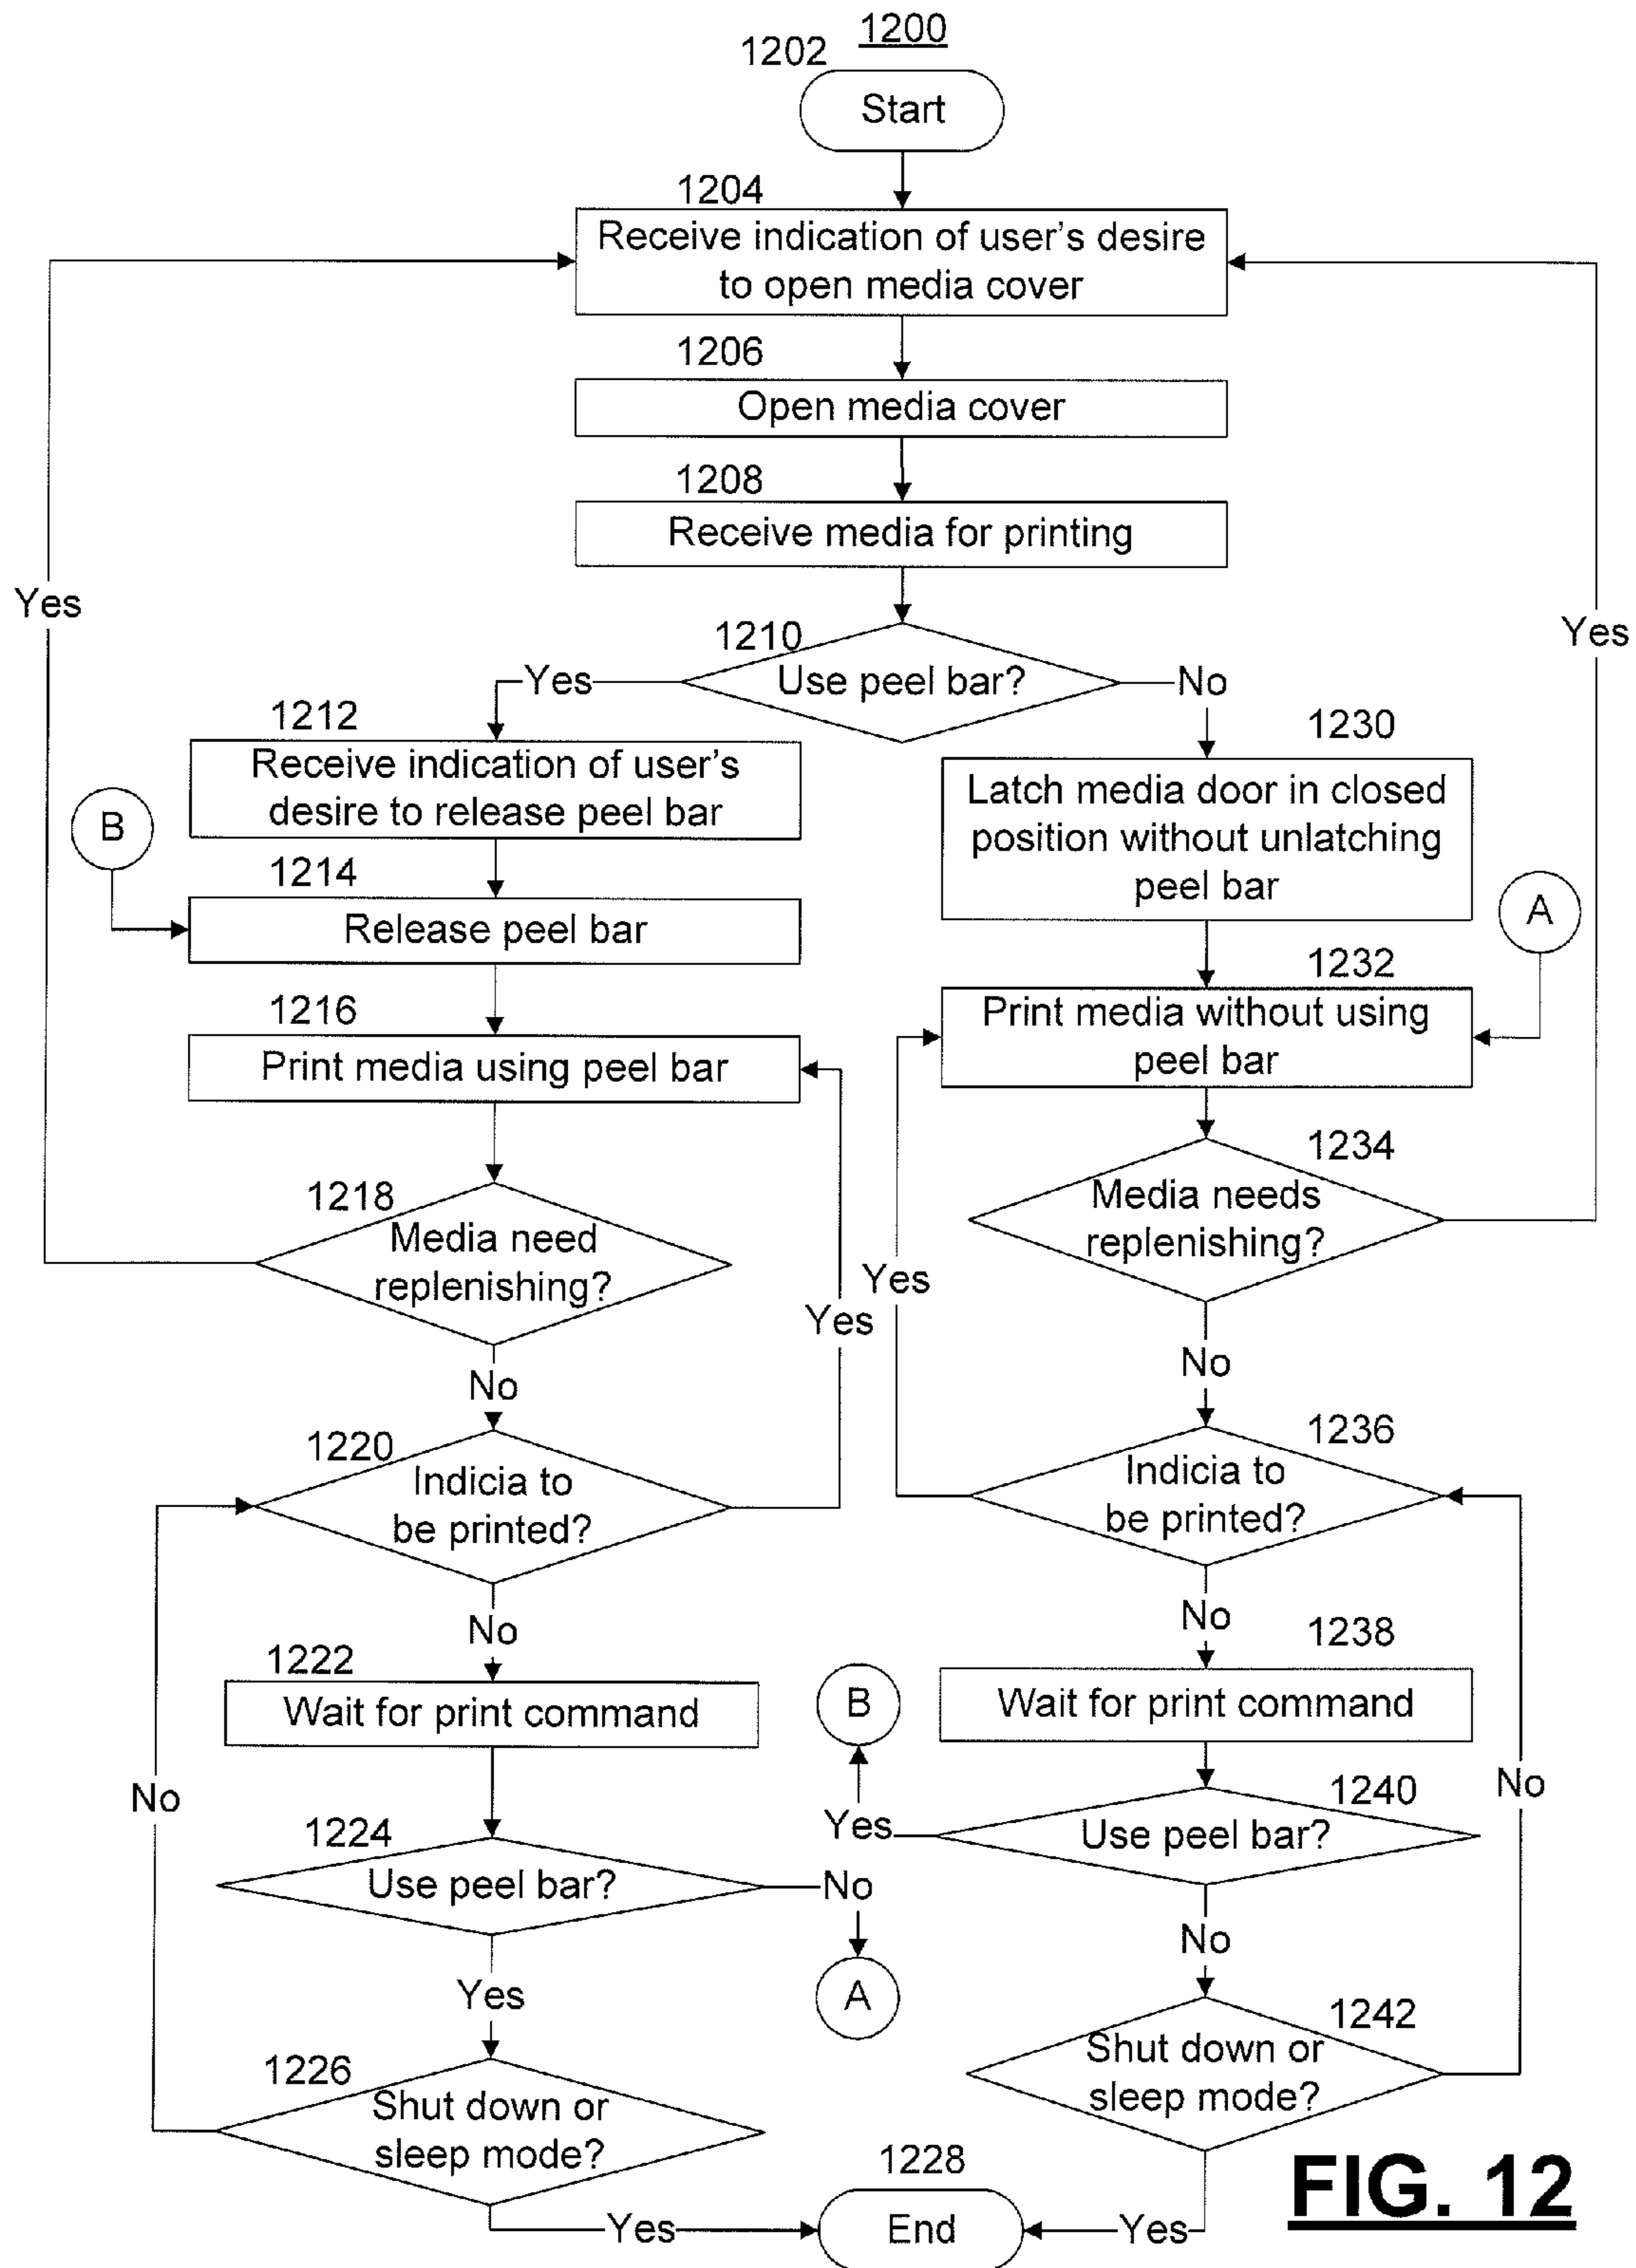 1200
1202
Start
1204
Receive indication of user's desire
to open media cover
1206
Open media cover
1208
Receive media for printing
Yes
Yes
1210
Use peel bar?
Yes
No
1212
Receive indication of user's
desire to release peel bar
B
1214
Release peel bar
1216
Print media using peel bar
1218
Media need
replenishing?
Yes
No
1220
Indicia to
be printed?
No
1222
Wait for print command
No
1224
Use peel bar?
No
A
Yes
1226
Shut down or
sleep mode?
Yes
1230
Latch media door in closed
position without unlatching
peel bar
A
1232
Print media without using
peel bar
1234
Media needs
replenishing?
Yes
No
1236
Indicia to
be printed?
No
1238
Wait for print command
B
Yes
1240
Use peel bar?
No
No
1242
Shut down or
sleep mode?
Yes
1228
End
FIG. 12